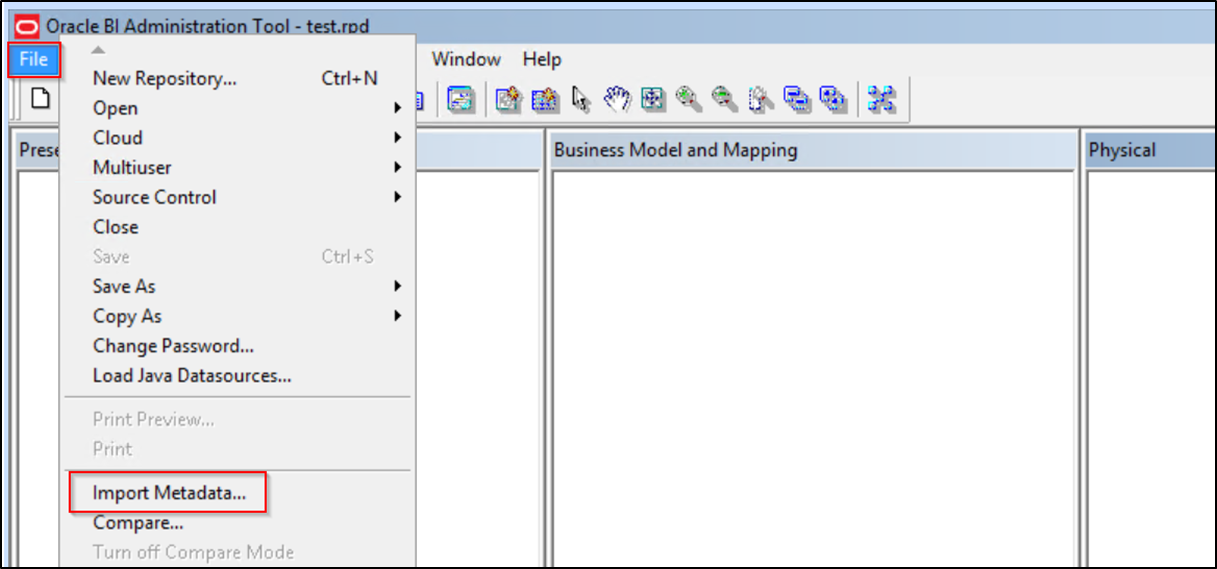 Oracle BI Administration Tool - test.rpd
File Window Help
New Repository... Ctrl+N
Open
Cloud
Multiuser
Source Control
Close
Save Ctrl+S
Save As
Copy As
Change Password...
Load Java Datasources...
Print Preview...
Print
Import Metadata...
Compare...
Turn off Compare Mode
Prese
Business Model and Mapping
Physical